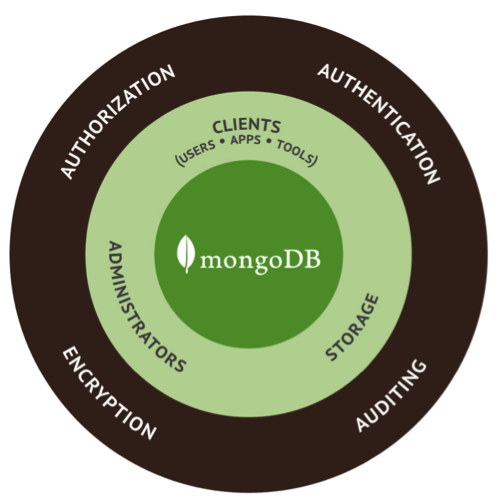 AUTHORIZATION
AUTHENTICATION
CLIENTS
(USERS • APPS • TOOLS)
mongoDB
ADMINISTRATORS
STORAGE
ENCRYPTION
AUDITING